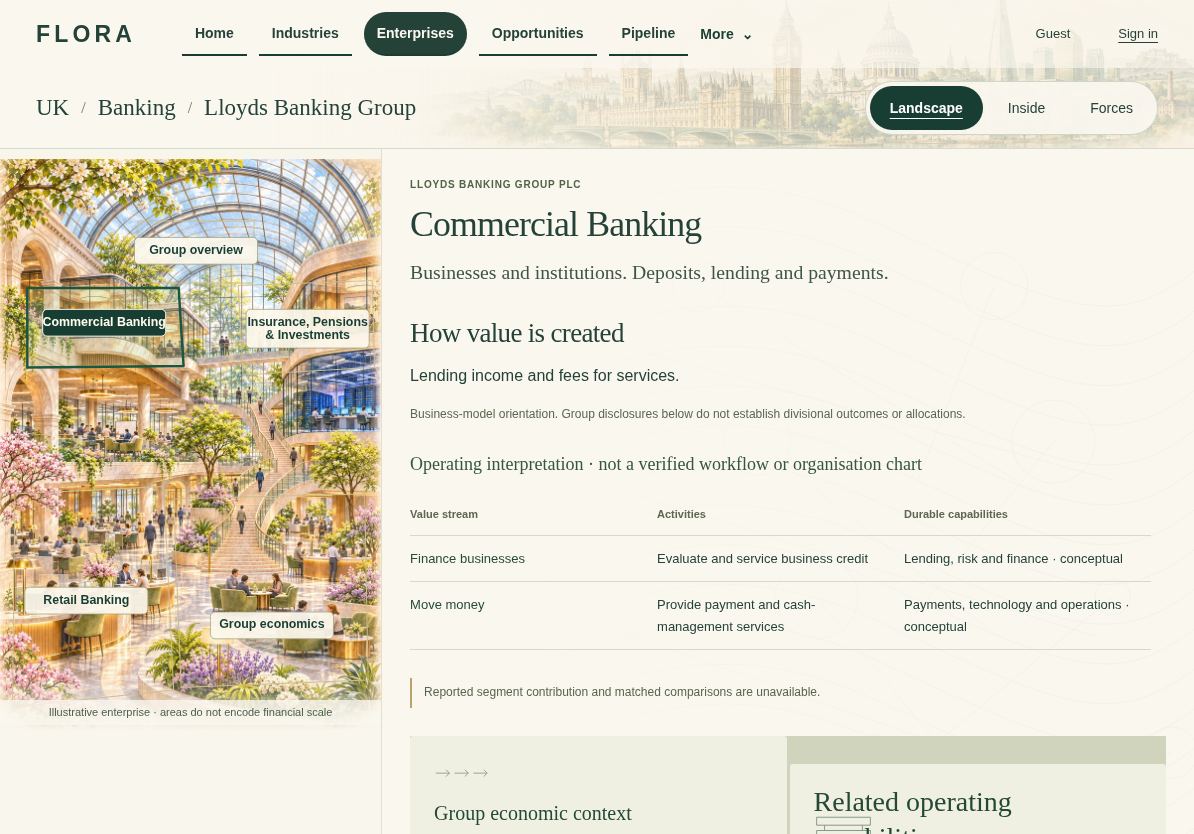 FLORA
Home
Industries
Enterprises
Opportunities
Pipeline
More
Guest
Sign in
UK / Banking / Lloyds Banking Group
Landscape
Inside
Forces
Group overview
Commercial Banking
Insurance, Pensions
& Investments
Retail Banking
Group economics
Illustrative enterprise · areas do not encode financial scale
LLOYDS BANKING GROUP PLC
Commercial Banking
Businesses and institutions. Deposits, lending and payments.
How value is created
Lending income and fees for services.
Business-model orientation. Group disclosures below do not establish divisional outcomes or allocations.
Operating interpretation · not a verified workflow or organisation chart
Value stream
Activities
Durable capabilities
Finance businesses
Evaluate and service business credit
Lending, risk and finance · conceptual
Move money
Provide payment and cash-
management services
Payments, technology and operations ·
conceptual
Reported segment contribution and matched comparisons are unavailable.
Group economic context
Related operating